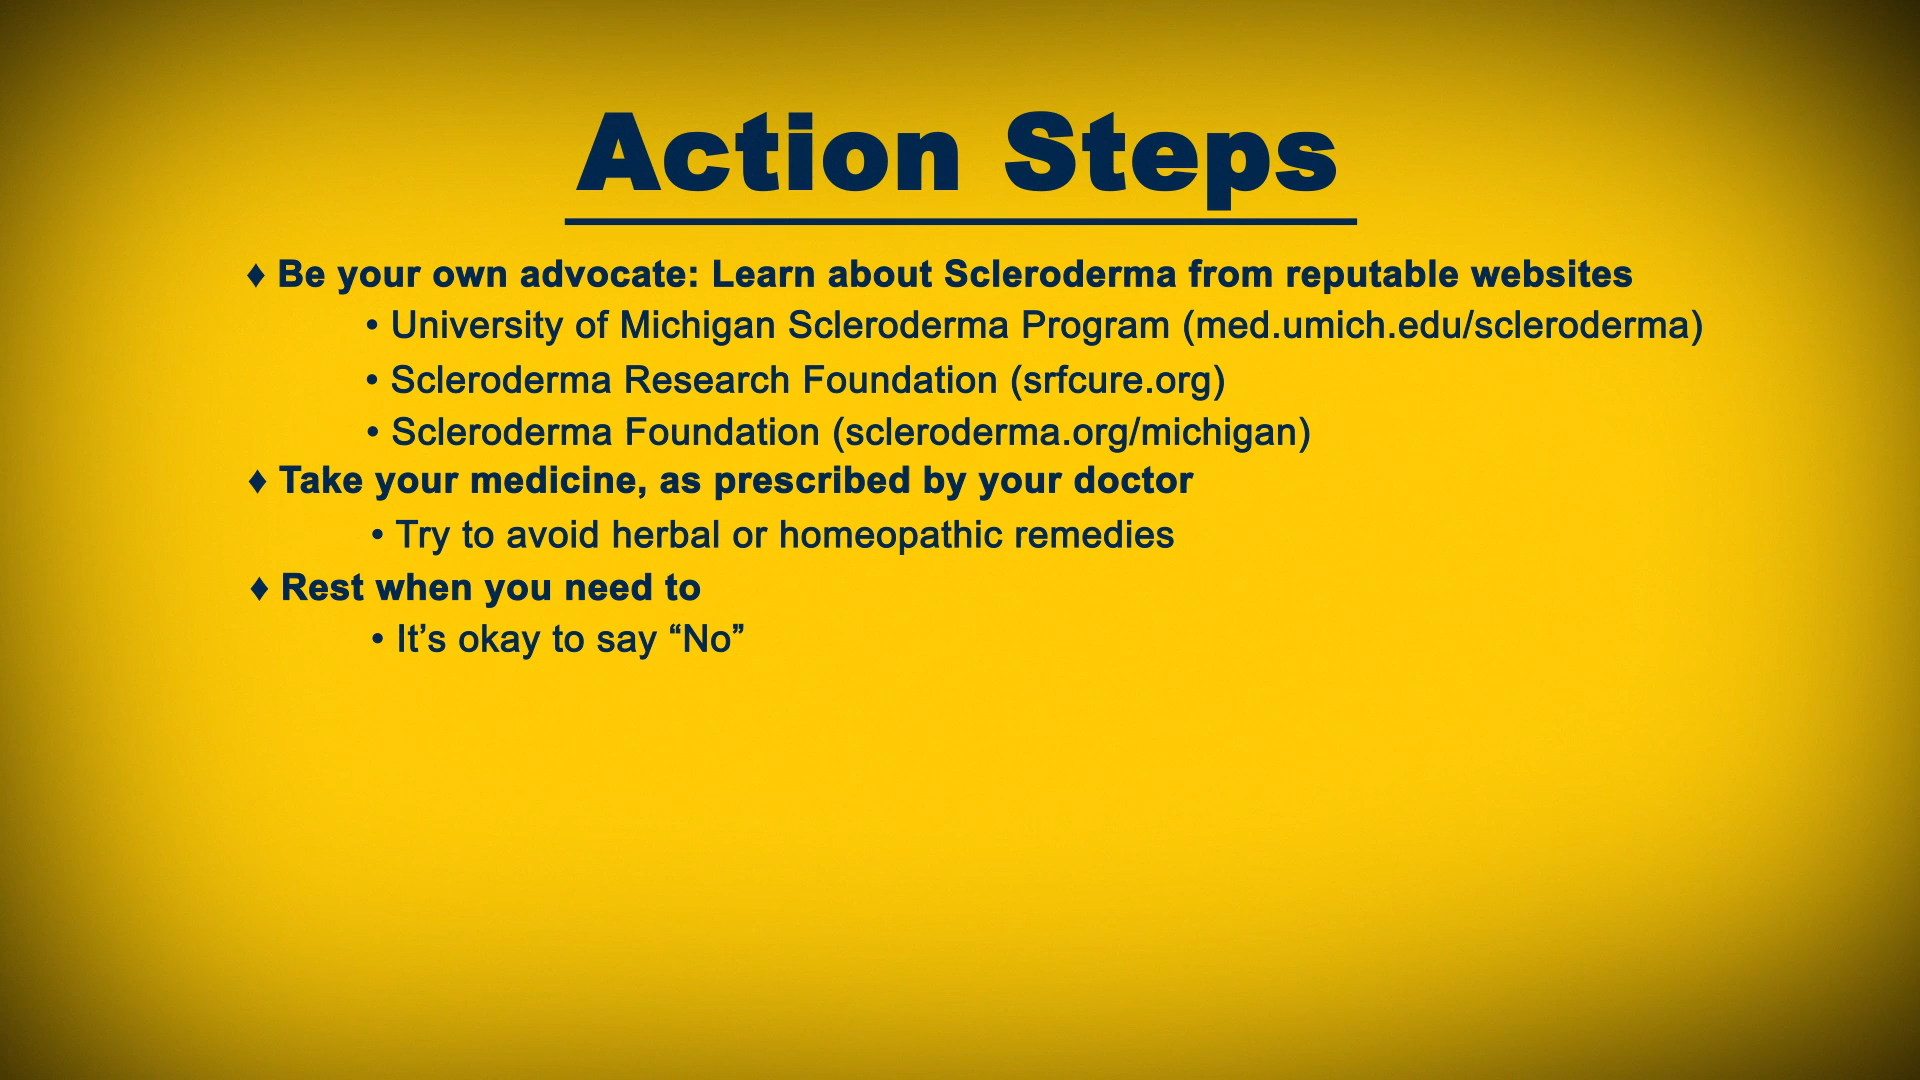 Action Steps
♦ Be your own advocate: Learn about Scleroderma from reputable websites
• University of Michigan Scleroderma Program (med.umich.edu/scleroderma)
• Scleroderma Research Foundation (srfcure.org)
• Scleroderma Foundation (scleroderma.org/michigan)
♦ Take your medicine, as prescribed by your doctor
• Try to avoid herbal or homeopathic remedies
♦ Rest when you need to
• It’s okay to say “No”